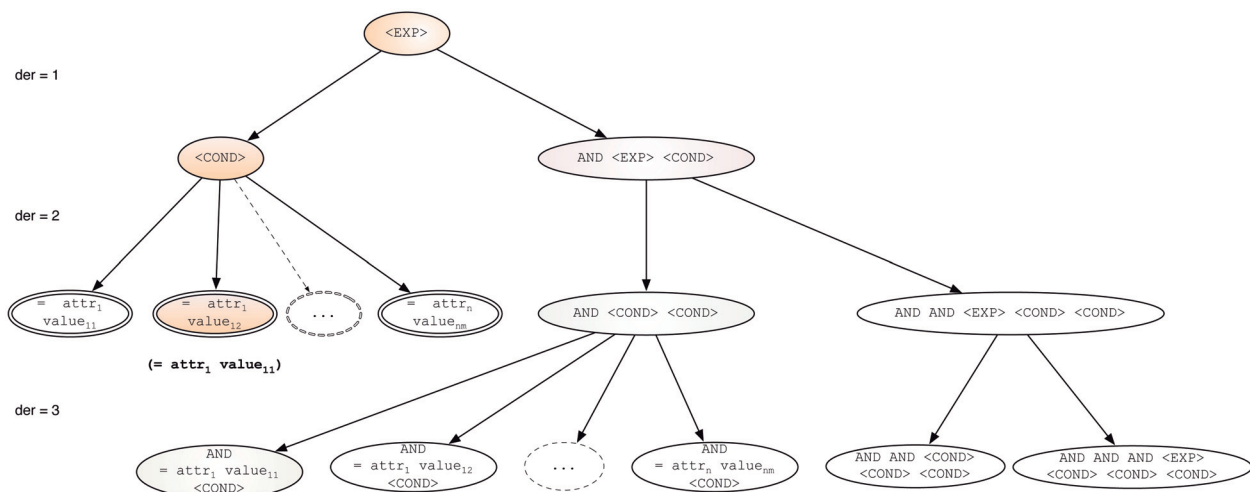 <EXP>
der = 1
<COND>
AND <EXP> <COND>
der = 2
= attr₁
value₁₁
= attr₁
value₁₂
...
= attrₙ
valueₙₘ
AND <COND> <COND>
AND AND <EXP> <COND> <COND>
(= attr₁ value₁₁)
der = 3
AND
= attr₁ value₁₁
<COND>
AND
= attr₁ value₁₂
<COND>
...
AND
= attrₙ valueₙₘ
<COND>
AND AND <COND>
<COND> <COND>
AND AND AND <EXP>
<COND> <COND> <COND>